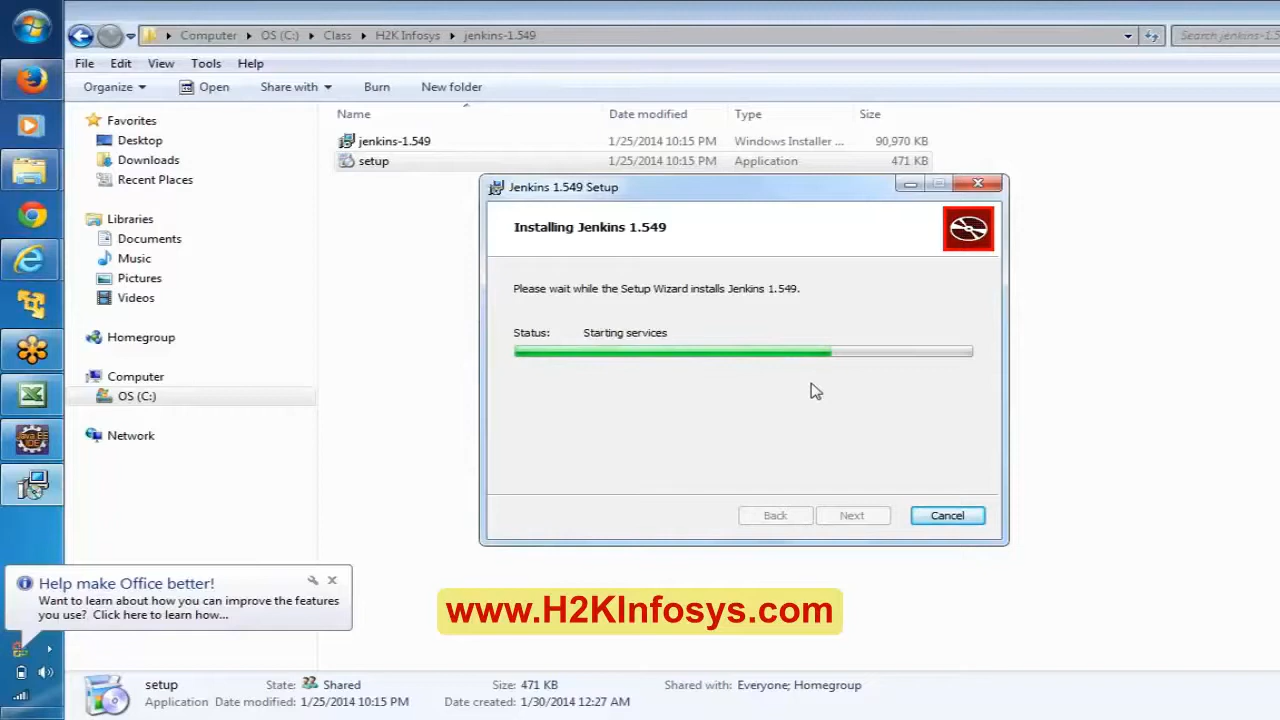 Computer ▸ OS (C:) ▸ Class ▸ H2K Infosys ▸ jenkins-1.549
Search jenkins-1.5
File Edit View Tools Help
Organize Open Share with Burn New folder
Name Date modified Type Size
jenkins-1.549 1/25/2014 10:15 PM Windows Installer ... 90,970 KB
setup 1/25/2014 10:15 PM Application 471 KB
Favorites
Desktop
Downloads
Recent Places
Libraries
Documents
Music
Pictures
Videos
Homegroup
Computer
OS (C:)
Network
Java EE
IDE
Jenkins 1.549 Setup
Installing Jenkins 1.549
Please wait while the Setup Wizard installs Jenkins 1.549.
Status: Starting services
Back Next Cancel
Help make Office better!
Want to learn about how you can improve the features
you use? Click here to learn how...
www.H2KInfosys.com
setup State: Shared Size: 471 KB Shared with: Everyone; Homegroup
Application Date modified: 1/25/2014 10:15 PM Date created: 1/30/2014 12:27 AM